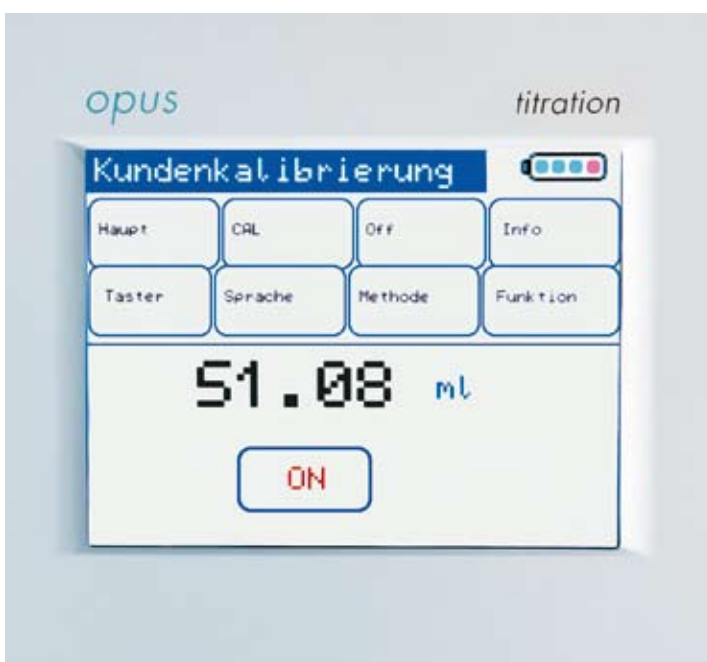 opus titration
Kundenkalibrierung
Haupt CAL Off Info
Taster Sprache Methode Funktion
51.08 ml
ON